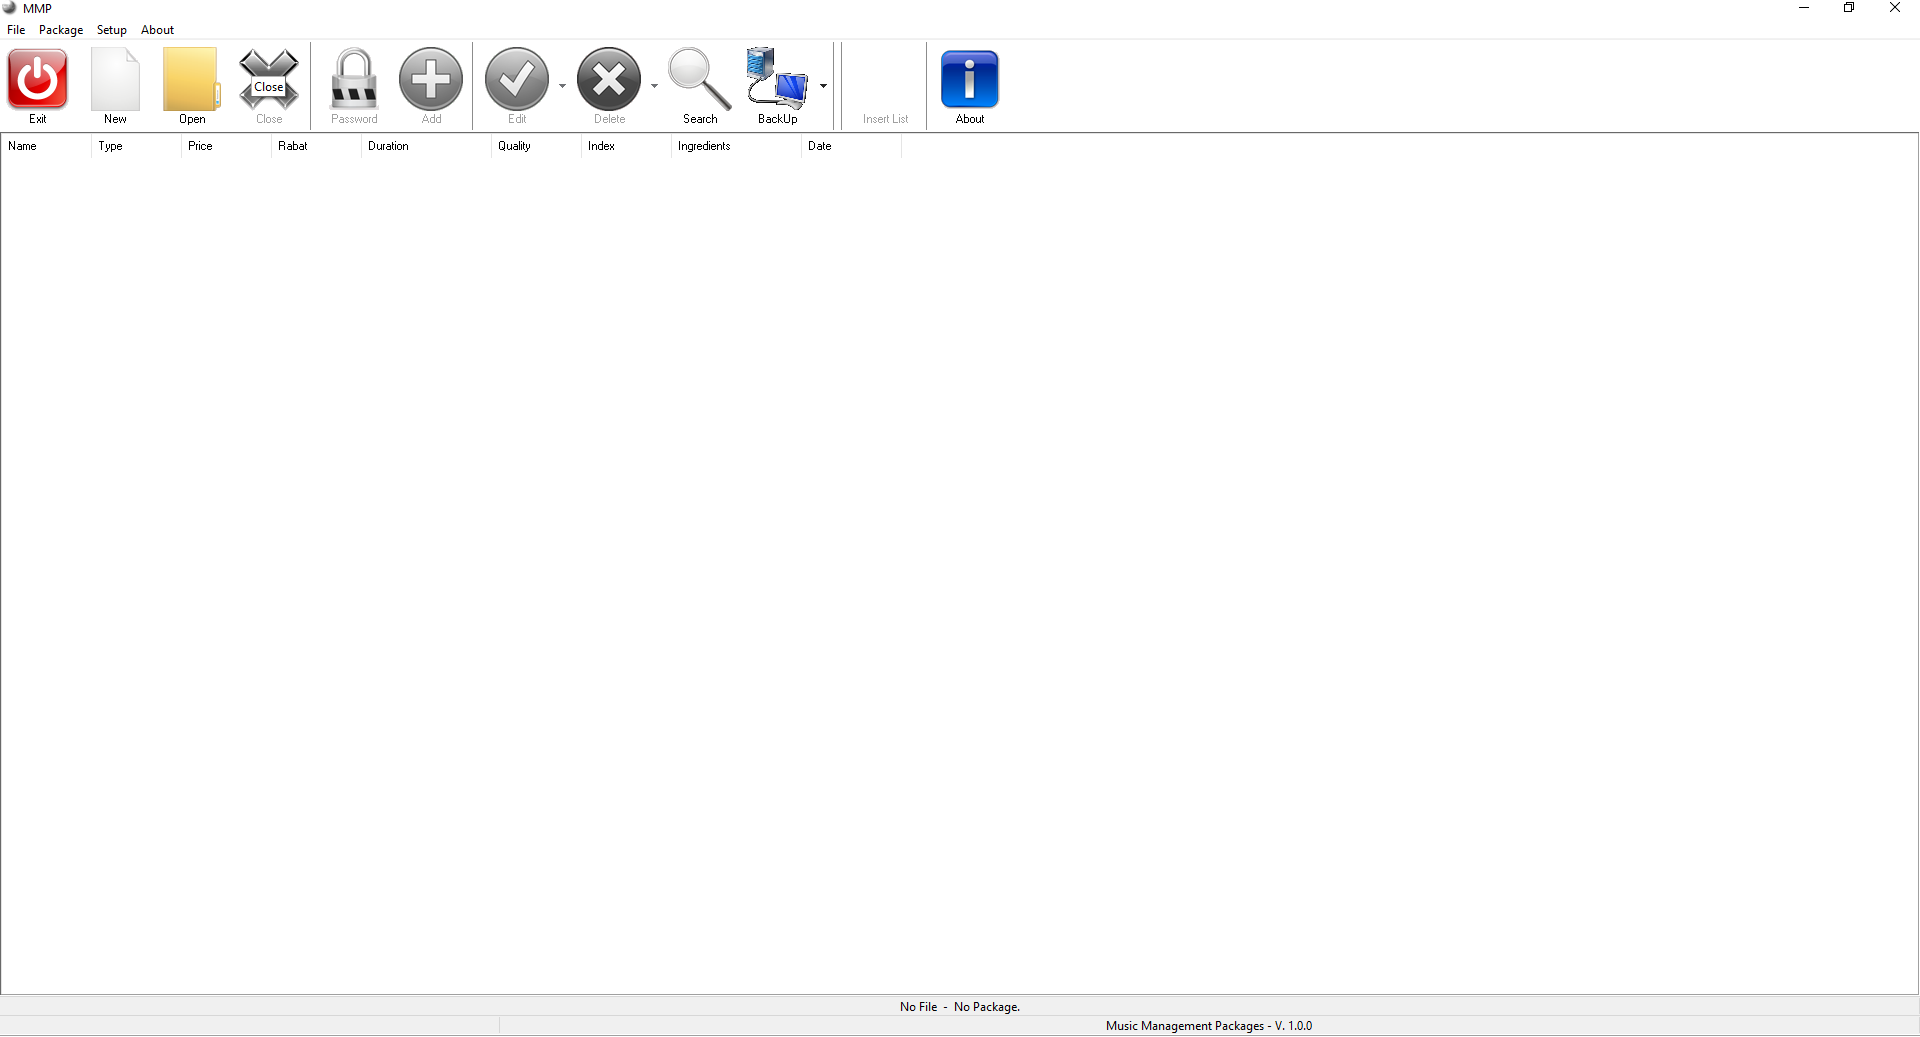 MMP
File Package Setup About
Close
Exit New Open Close Password Add Edit Delete Search BackUp Insert List About
Name Type Price Rabat Duration Quality Index Ingredients Date
No File - No Package.
Music Management Packages - V. 1.0.0